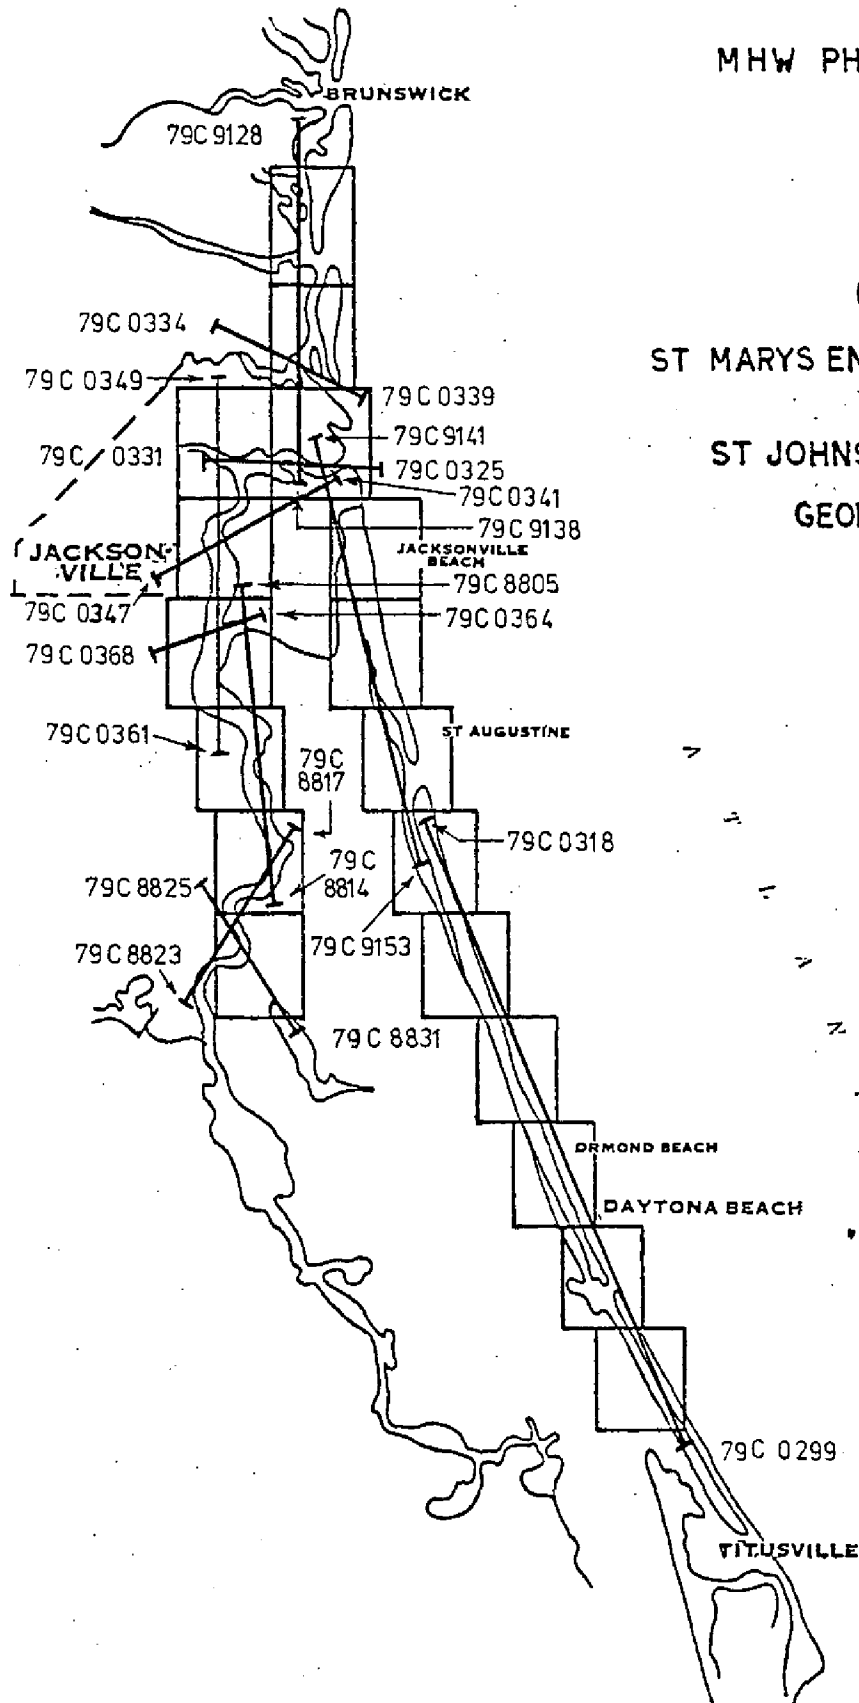 MHW PH
BRUNSWICK
79C 9128
79C 0334
ST MARYS EN
79C 0349
79C 0339
79C 9141
79C 0331
79C 0325
ST JOHNS
79C 0341
GEOR
79C 9138
JACKSON-
VILLE
JACKSONVILLE
BEACH
79C 8805
79C 0347
79C 0364
79C 0368
79C 0361
ST AUGUSTINE
79C
8817
79C 0318
79C
8814
79C 8825
79C 9153
79C 8823
79C 8831
ORMOND BEACH
DAYTONA BEACH
79C 0299
TITUSVILLE